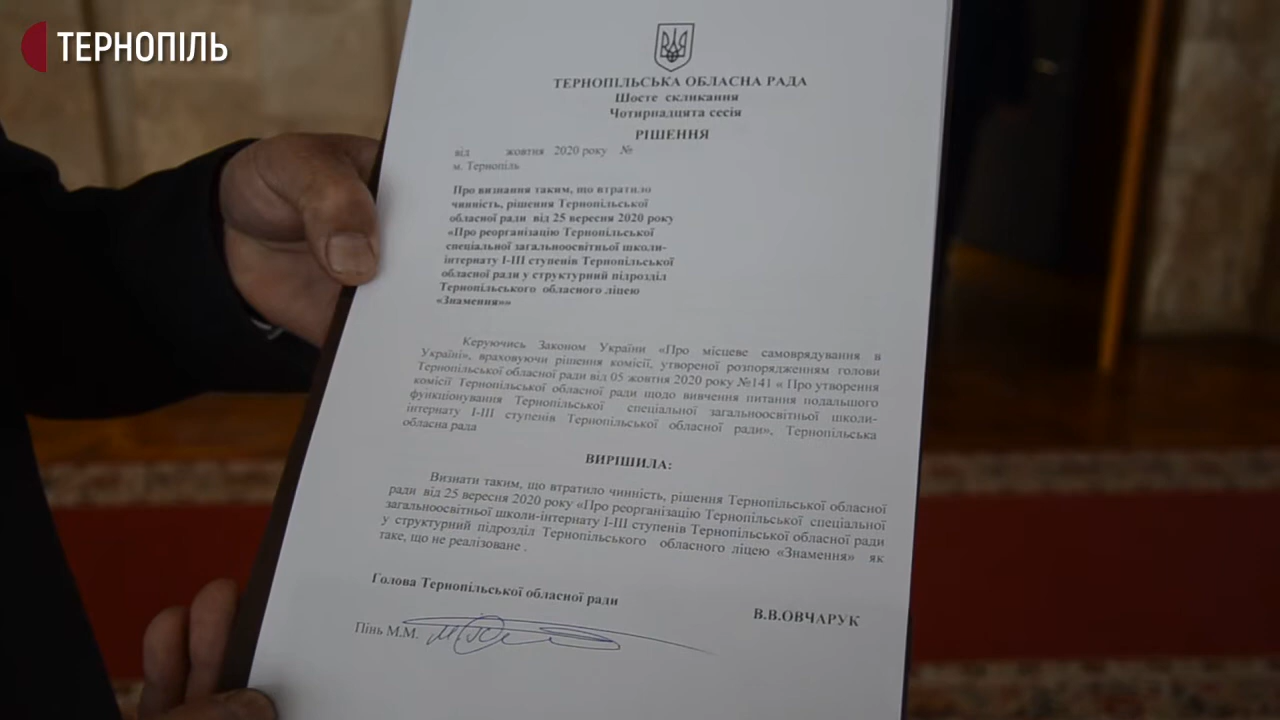 ТЕРНОПІЛЬ
ТЕРНОПІЛЬСЬКА ОБЛАСНА РАДА
Шосте скликання
Чотирнадцята сесія
РІШЕННЯ
від жовтня 2020 року №
м. Тернопіль
Про визнання таким, що втратило
чинність, рішення Тернопільської
обласної ради від 25 вересня 2020 року
«Про реорганізацію Тернопільської
спеціальної загальноосвітньої школи-
інтернату І-ІІІ ступенів Тернопільської
обласної ради у структурний підрозділ
Тернопільського обласного ліцею
«Знамення»»
Керуючись Законом України «Про місцеве самоврядування в
Україні», враховуючи рішення комісії, утвореної розпорядженням голови
Тернопільської обласної ради від 05 жовтня 2020 року №141 « Про утворення
комісії Тернопільської обласної ради щодо вивчення питання подальшого
функціонування Тернопільської спеціальної загальноосвітньої школи-
інтернату І-ІІІ ступенів Тернопільської обласної ради», Тернопільська
обласна рада
ВИРІШИЛА:
Визнати таким, що втратило чинність, рішення Тернопільської обласної
ради від 25 вересня 2020 року «Про реорганізацію Тернопільської спеціальної
загальноосвітньої школи-інтернату І-ІІІ ступенів Тернопільської обласної ради
у структурний підрозділ Тернопільського обласного ліцею «Знамення» як
таке, що не реалізоване .
Голова Тернопільської обласної ради
В.В.ОВЧАРУК
Пінь М.М.